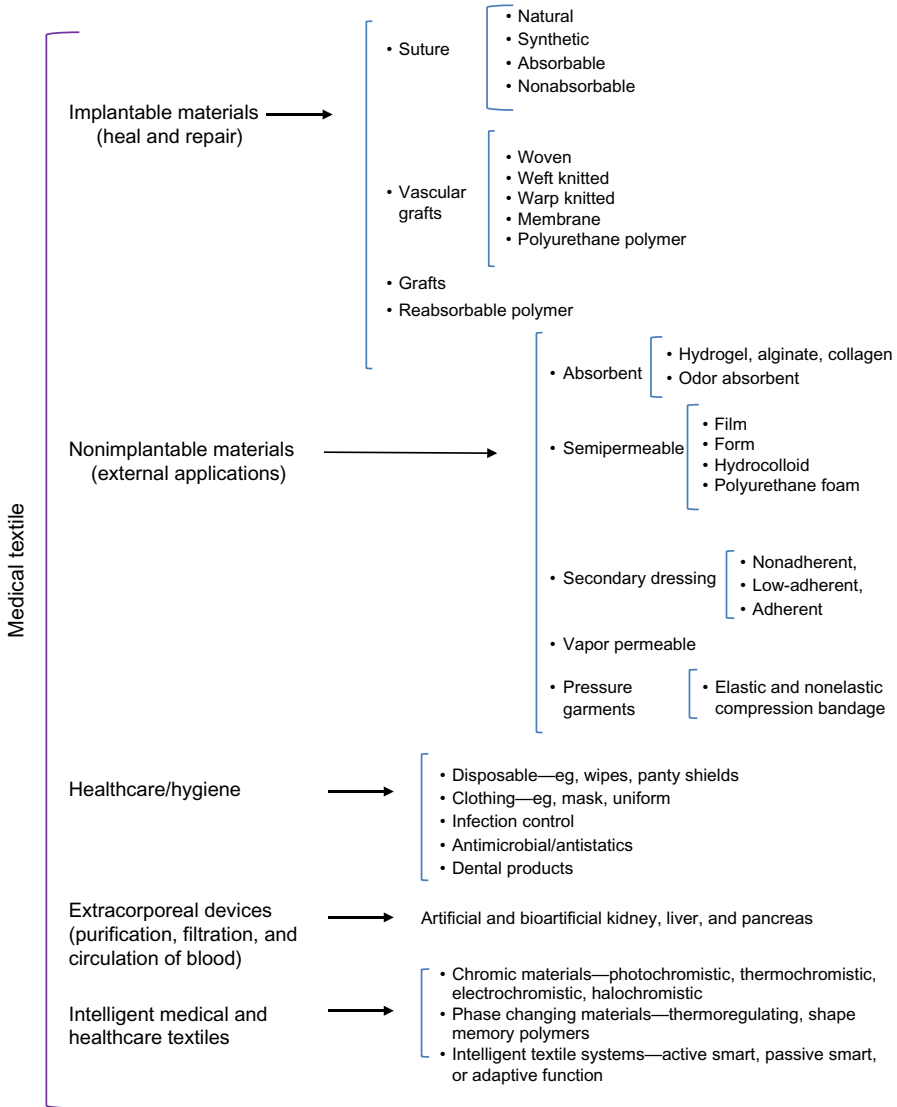 Medical textile
Implantable materials
(heal and repair)
• Suture
• Natural
• Synthetic
• Absorbable
• Nonabsorbable
• Vascular
grafts
• Woven
• Weft knitted
• Warp knitted
• Membrane
• Polyurethane polymer
• Grafts
• Reabsorbable polymer
Nonimplantable materials
(external applications)
• Absorbent
• Hydrogel, alginate, collagen
• Odor absorbent
• Semipermeable
• Film
• Form
• Hydrocolloid
• Polyurethane foam
• Secondary dressing
• Nonadherent,
• Low-adherent,
• Adherent
• Vapor permeable
• Pressure
garments
• Elastic and nonelastic
compression bandage
Healthcare/hygiene
• Disposable—eg, wipes, panty shields
• Clothing—eg, mask, uniform
• Infection control
• Antimicrobial/antistatics
• Dental products
Extracorporeal devices
(purification, filtration, and
circulation of blood)
Artificial and bioartificial kidney, liver, and pancreas
Intelligent medical and
healthcare textiles
• Chromic materials—photochromistic, thermochromistic,
electrochromistic, halochromistic
• Phase changing materials—thermoregulating, shape
memory polymers
• Intelligent textile systems—active smart, passive smart,
or adaptive function